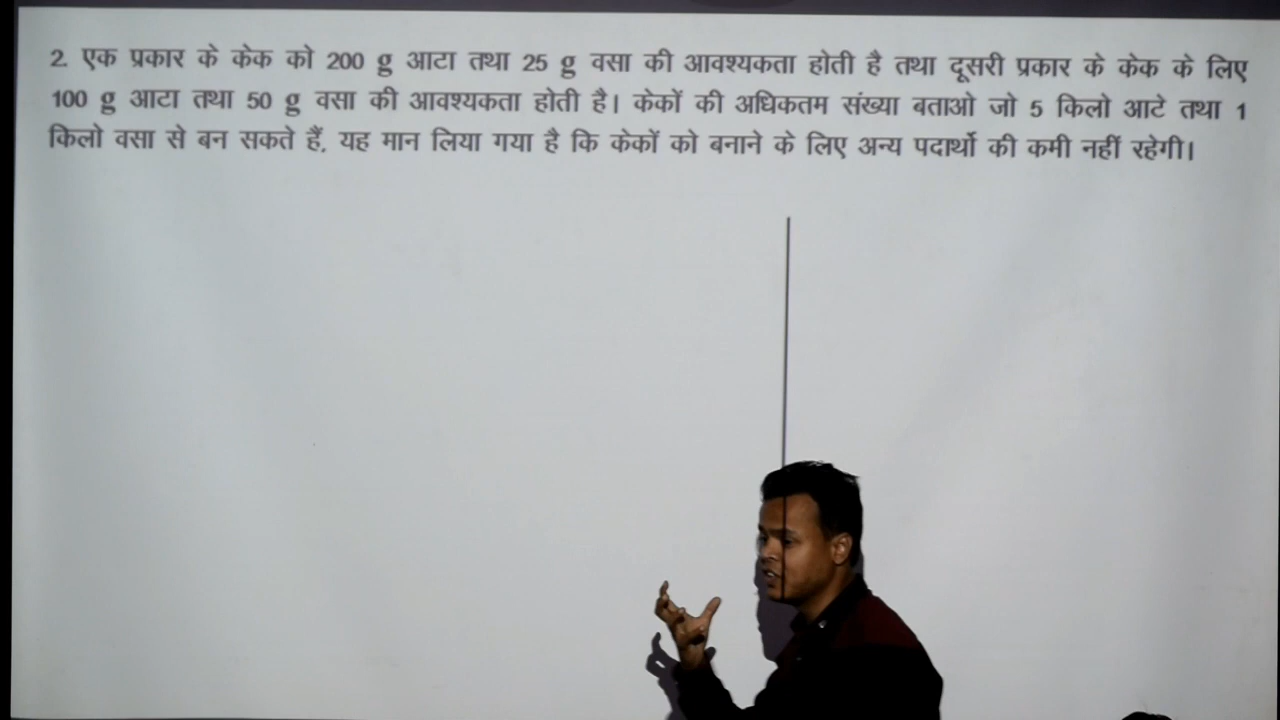 2. एक प्रकार के केक को 200 g आटा तथा 25 g वसा की आवश्यकता होती है तथा दूसरी प्रकार के केक के लिए
100 g आटा तथा 50 g वसा की आवश्यकता होती है। केकों की अधिकतम संख्या बताओ जो 5 किलो आटे तथा 1
किलो वसा से बन सकते हैं, यह मान लिया गया है कि केकों को बनाने के लिए अन्य पदार्थो की कमी नहीं रहेगी।